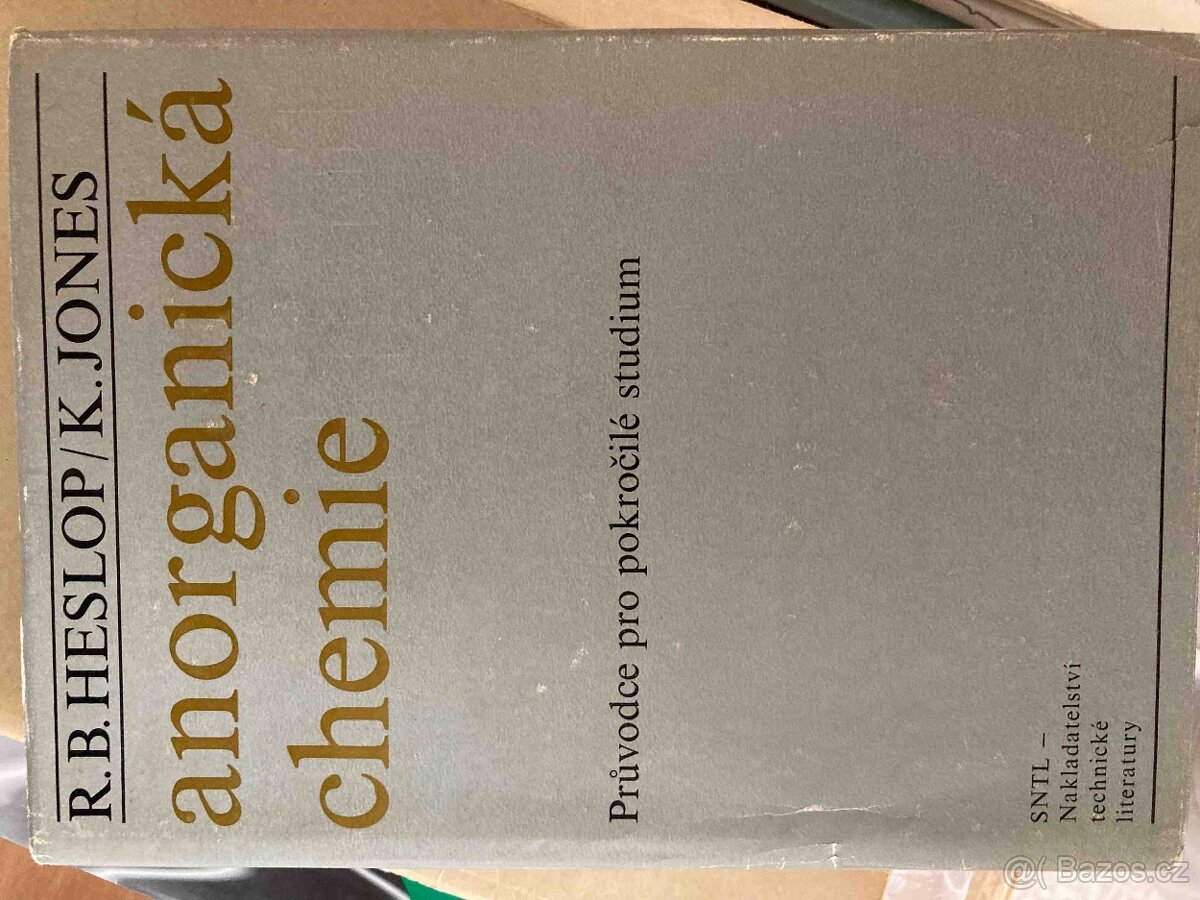 R. B. HESLOP / K. JONES
anorganická
chemie
Průvodce pro pokročilé studium
SNTL –
Nakladatelství
technické
literatury
@( Bazos.cz